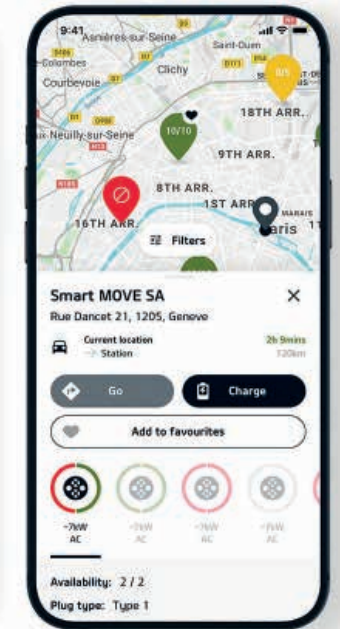 9:41
Asnières-sur-Seine
Saint-Ouen
Colombes
Clichy
Courbevoie
0/5
18TH ARR.
Neuilly-sur-Seine
10/10
9TH ARR.
8TH ARR.
1ST ARR
16TH ARR.
MARAIS
Paris
Filters
Smart MOVE SA
Rue Dancet 21, 1205, Geneve
Current location
2h 9mins
Station
120km
Go
Charge
Add to favourites
~7kW
~7kW
~7kW
~7kW
AC
AC
AC
AC
Availability: 2 / 2
Plug type: Type 1